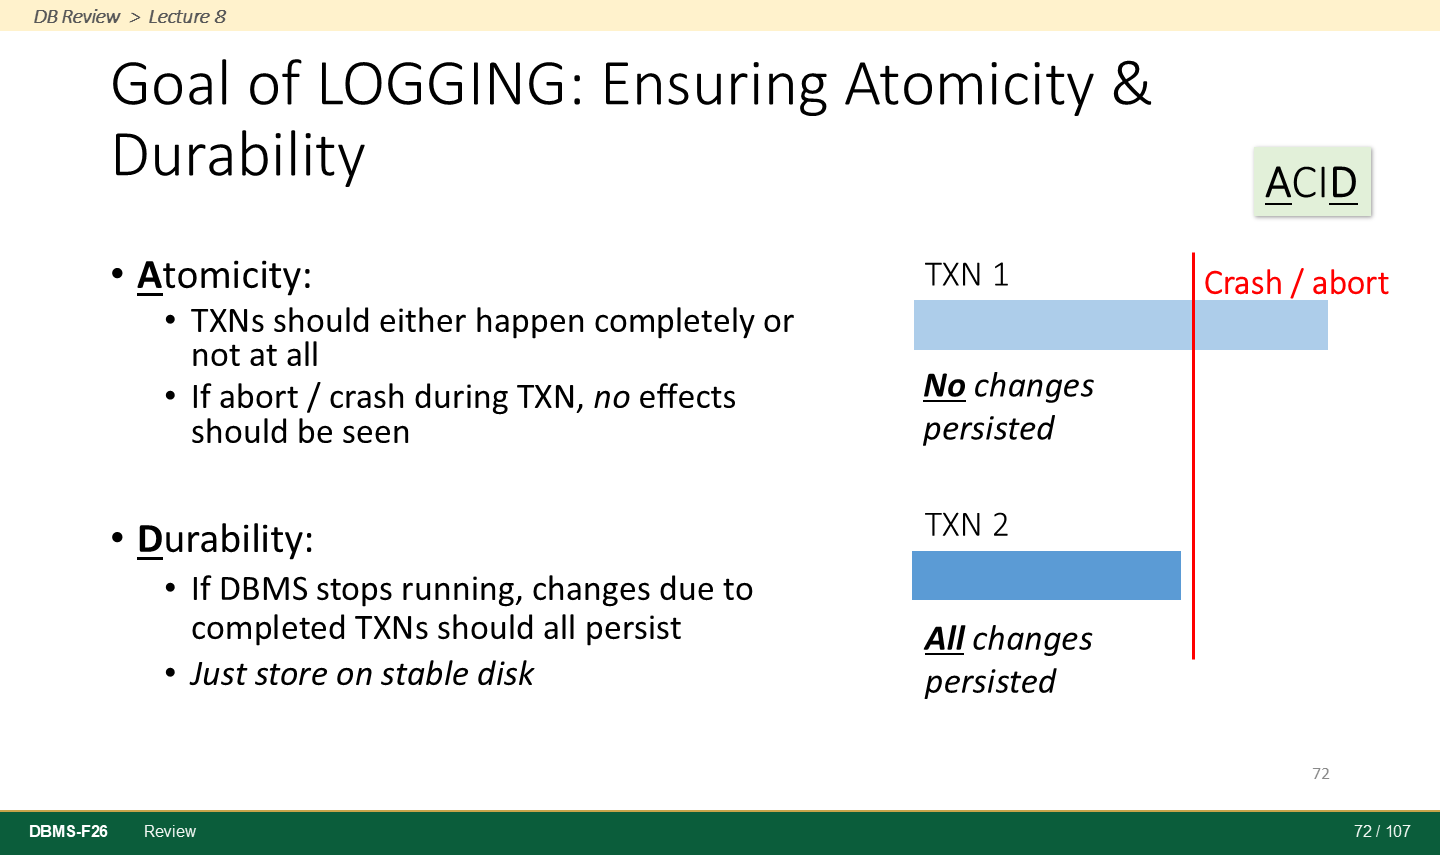 DB Review > Lecture 8
Goal of LOGGING: Ensuring Atomicity &
Durability
ACID
• Atomicity:
• TXNs should either happen completely or
not at all
• If abort / crash during TXN, no effects
should be seen
• Durability:
• If DBMS stops running, changes due to
completed TXNs should all persist
• Just store on stable disk
TXN 1
Crash / abort
No changes
persisted
TXN 2
All changes
persisted
72
DBMS-F26 Review 72 / 107